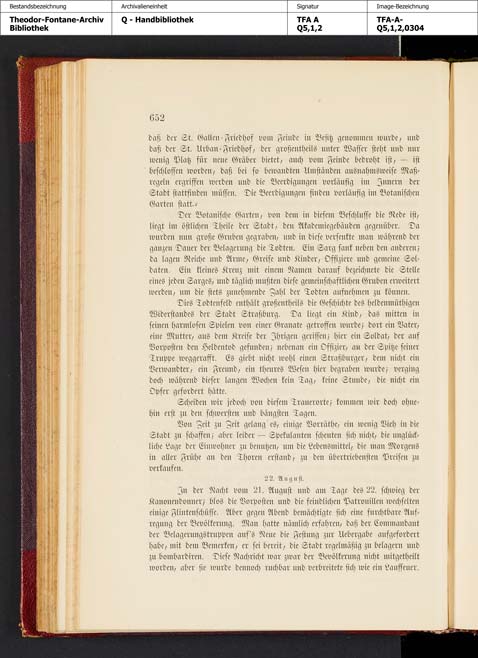 Bestandsbezeichnung
Theodor-Fontane-Archiv
Bibliothek
Archivalieneinheit
Q - Handbibliothek
Signatur
TFA A
Q5,1,2
Image-Bezeichnung
TFA-A-
Q5,1,2,0304
652
daß der St. Gallen-Friedhof vom Feinde in Besitz genommen wurde, und
daß der St. Urban-Friedhof, der großentheils unter Wasser steht und nur
wenig Platz für neue Gräber bietet, auch vom Feinde bedroht ist, — ist
beschlossen worden, daß bei so bewandten Umständen ausnahmsweise Maß-
regeln ergriffen werden und die Beerdigungen vorläufig im Innern der
Stadt stattfinden müssen. Die Beerdigungen finden vorläufig im Botanischen
Garten statt.“
Der Botanische Garten, von dem in diesem Beschlusse die Rede ist,
liegt im östlichen Theile der Stadt, den Akademiegebäuden gegenüber. Da
wurden nun große Gruben gegraben, und in diese versenkte man während der
ganzen Dauer der Belagerung die Todten. Ein Sarg sank neben den anderen;
da lagen Reiche und Arme, Greise und Kinder, Offiziere und gemeine Sol-
daten. Ein kleines Kreuz mit einem Namen darauf bezeichnete die Stelle
eines jeden Sarges, und täglich mußten diese gemeinschaftlichen Gruben erweitert
werden, um die stets zunehmende Zahl der Todten aufnehmen zu können.
Dies Todtenfeld enthält großentheils die Geschichte des heldenmüthigen
Widerstandes der Stadt Straßburg. Da liegt ein Kind, das mitten in
seinen harmlosen Spielen von einer Granate getroffen wurde; dort ein Vater,
eine Mutter, aus dem Kreise der Ihrigen gerissen; hier ein Soldat, der auf
Vorposten den Heldentod gefunden; nebenan ein Offizier, an der Spitze seiner
Truppe weggerafft. Es giebt nicht wohl einen Straßburger, dem nicht ein
Verwandter, ein Freund, ein theures Wesen hier begraben wurde; verging
doch während dieser langen Wochen kein Tag, keine Stunde, die nicht ein
Opfer gefordert hätte.
Scheiden wir jedoch von diesem Trauerorte; kommen wir doch ohne-
hin erst zu den schwersten und bängsten Tagen.
Von Zeit zu Zeit gelang es, einige Vorräthe, ein wenig Vieh in die
Stadt zu schaffen; aber leider — Spekulanten scheuten sich nicht, die unglück-
liche Lage der Einwohner zu benutzen, um die Lebensmittel, die man Morgens
in aller Frühe an den Thoren erstand, zu den übertriebensten Preisen zu
verkaufen.
22. August.
In der Nacht vom 21. August und am Tage des 22. schwieg der
Kanonendonner; blos die Vorposten und die feindlichen Patrouillen wechselten
einige Flintenschüsse. Aber gegen Abend bemächtigte sich eine furchtbare Auf-
regung der Bevölkerung. Man hatte nämlich erfahren, daß der Commandant
der Belagerungstruppen auf's Neue die Festung zur Uebergabe aufgefordert
habe, mit dem Bemerken, er sei bereit, die Stadt regelmäßig zu belagern und
zu bombardiren. Diese Nachricht war zwar der Bevölkerung nicht mitgetheilt
worden, aber sie wurde dennoch ruchbar und verbreitete sich wie ein Lauffeuer.